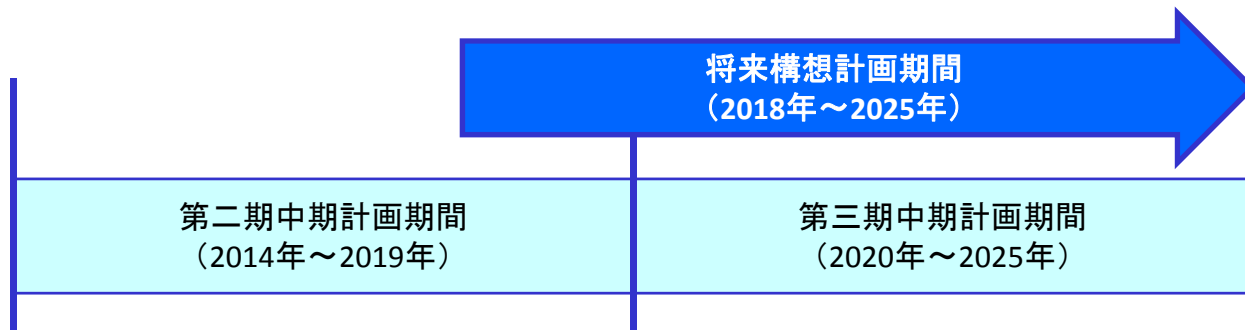 将来構想計画期間
（2018年～2025年）
第二期中期計画期間
（2014年～2019年）
第三期中期計画期間
（2020年～2025年）